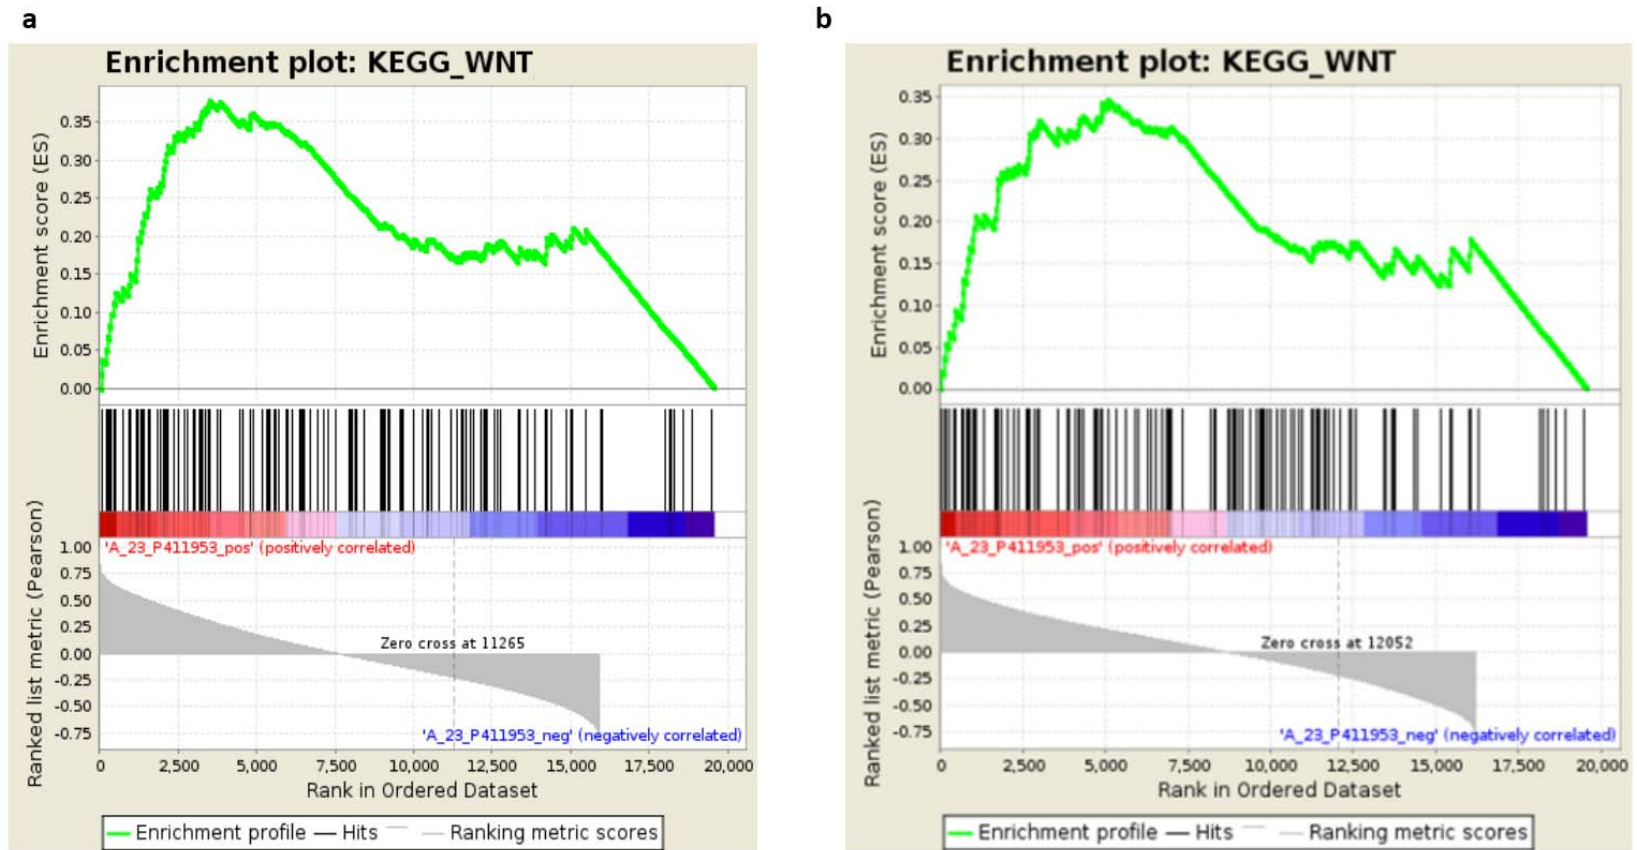 a
Enrichment plot: KEGG_WNT
Enrichment score (ES)
0.35
0.30
0.25
0.20
0.15
0.10
0.05
0.00
'A_23_P411953_pos' (positively correlated)
Ranked list metric (Pearson)
1.00
0.75
0.50
0.25
0.00
-0.25
-0.50
-0.75
Zero cross at 11265
'A_23_P411953_neg' (negatively correlated)
0 2,500 5,000 7,500 10,000 12,500 15,000 17,500 20,000
Rank in Ordered Dataset
Enrichment profile Hits Ranking metric scores
b
Enrichment plot: KEGG_WNT
Enrichment score (ES)
0.35
0.30
0.25
0.20
0.15
0.10
0.05
0.00
'A_23_P411953_pos' (positively correlated)
Ranked list metric (Pearson)
1.00
0.75
0.50
0.25
0.00
-0.25
-0.50
-0.75
Zero cross at 12052
'A_23_P411953_neg' (negatively correlated)
0 2,500 5,000 7,500 10,000 12,500 15,000 17,500 20,000
Rank in Ordered Dataset
Enrichment profile Hits Ranking metric scores